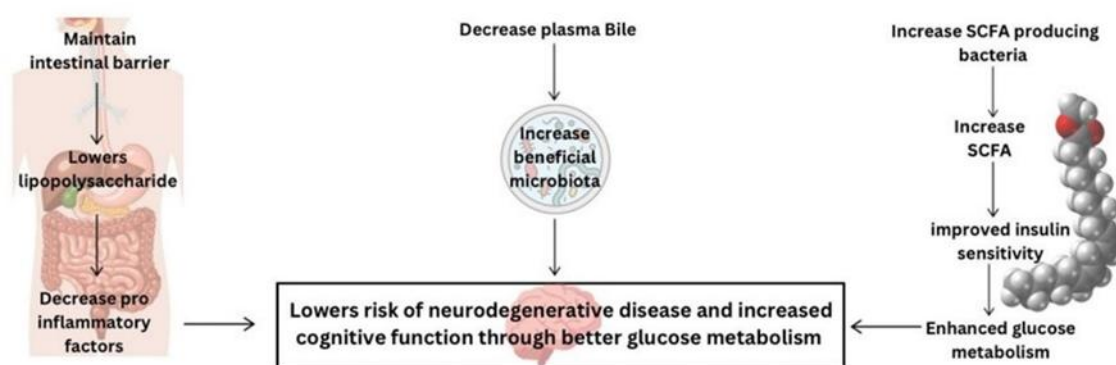 Maintain
intestinal barrier
Lowers
lipopolysaccharide
Decrease pro
inflammatory
factors
Decrease plasma Bile
Increase
beneficial
microbiota
Increase SCFA producing
bacteria
Increase
SCFA
improved insulin
sensitivity
Enhanced glucose
metabolism
Lowers risk of neurodegenerative disease and increased
cognitive function through better glucose metabolism